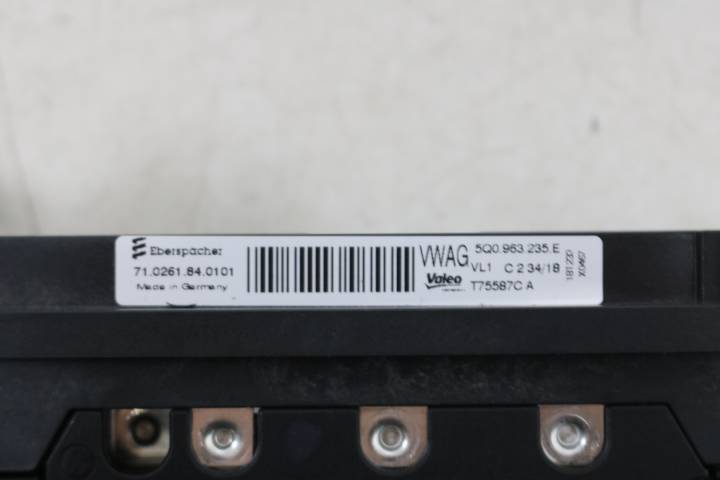 Eberspächer
71.0261.84.0101
Made in Germany
VWAG
Valeo
5Q0.963.235.E
VL1 C 2 34/18
T75587C A